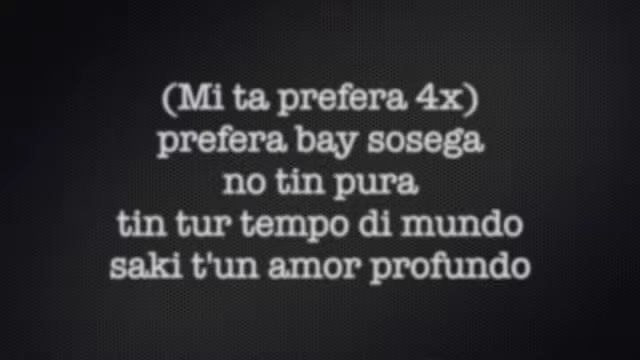 (Mi ta prefera 4x)
prefera bay sosega
no tin pura
tin tur tempo di mundo
saki t'un amor profundo